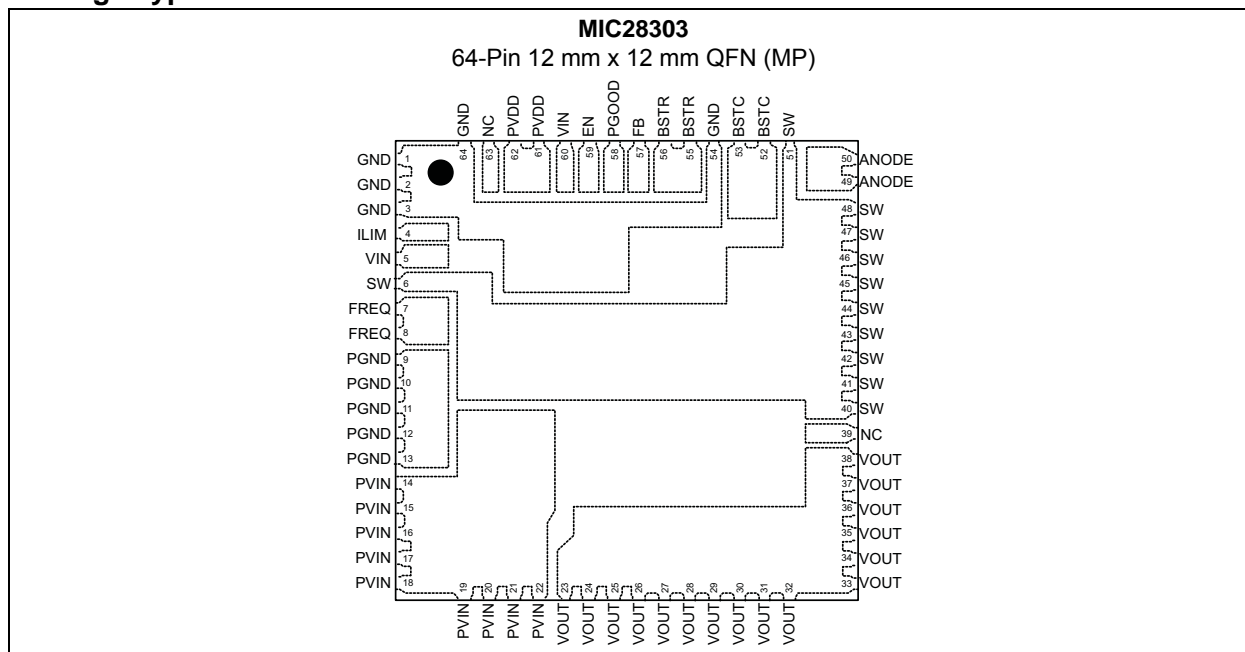 MIC28303
64-Pin 12 mm x 12 mm QFN (MP)
GND
NC
PVDD
PVDD
VIN
EN
PGOOD
FB
BSTR
BSTR
GND
BSTC
BSTC
SW
64
63
62
61
60
59
58
57
56
55
54
53
52
51
GND 1
GND 2
GND 3
ILIM 4
VIN 5
SW 6
FREQ 7
FREQ 8
PGND 9
PGND 10
PGND 11
PGND 12
PGND 13
PVIN 14
PVIN 15
PVIN 16
PVIN 17
PVIN 18
50 ANODE
49 ANODE
48 SW
47 SW
46 SW
45 SW
44 SW
43 SW
42 SW
41 SW
40 SW
39 NC
38 VOUT
37 VOUT
36 VOUT
35 VOUT
34 VOUT
33 VOUT
19
20
21
22
23
24
25
26
27
28
29
30
31
32
PVIN
PVIN
PVIN
PVIN
VOUT
VOUT
VOUT
VOUT
VOUT
VOUT
VOUT
VOUT
VOUT
VOUT